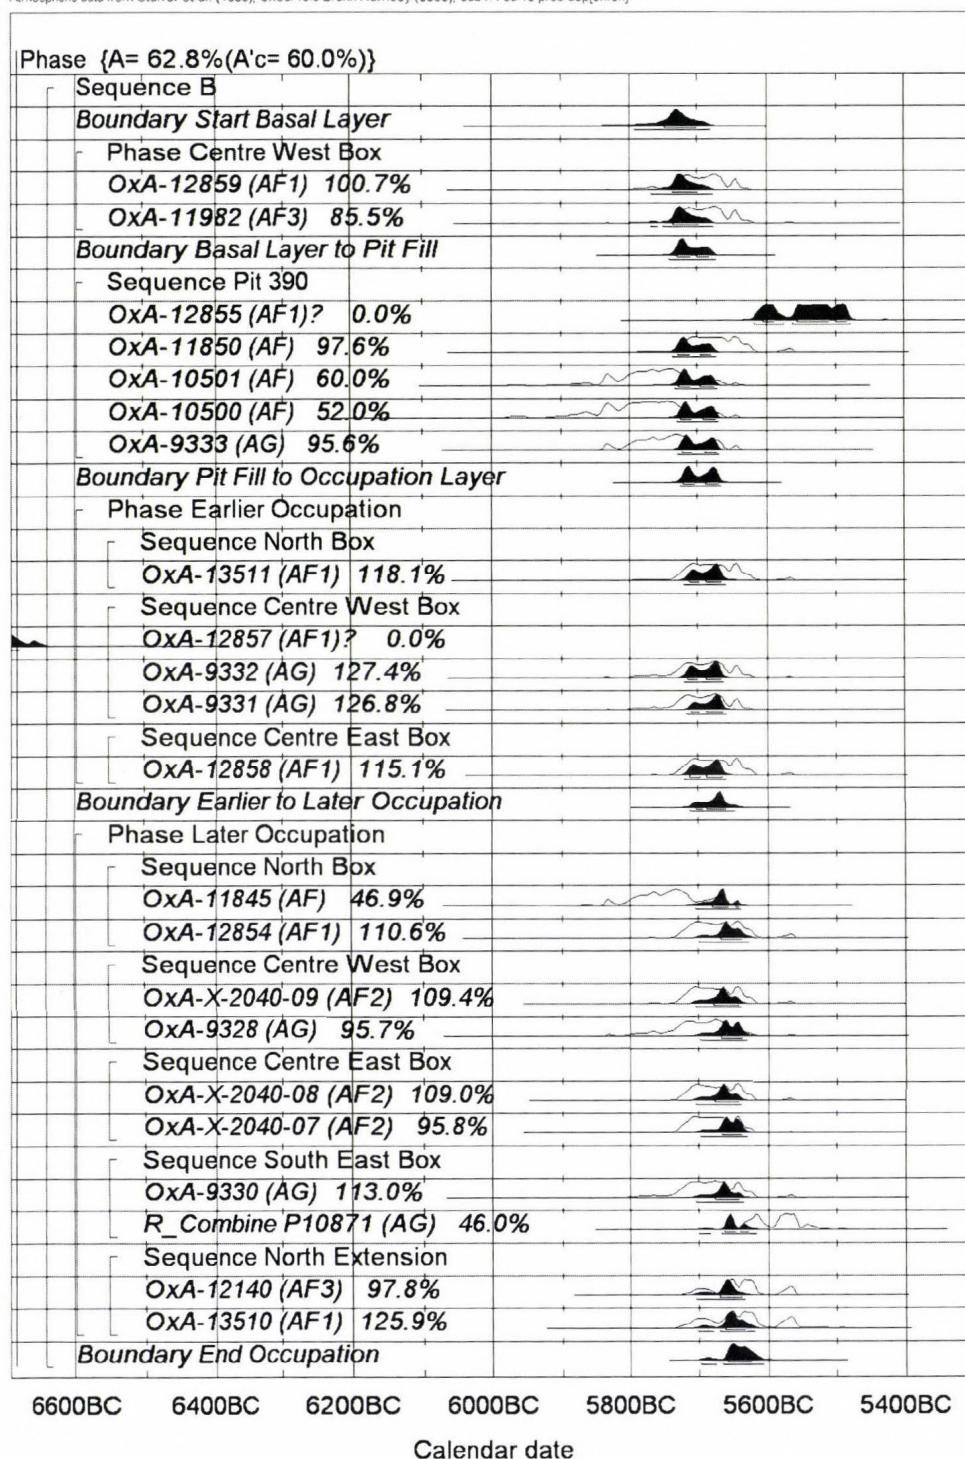 Phase {A= 62.8%(A'c= 60.0%)}
Sequence B
Boundary Start Basal Layer
Phase Centre West Box
OxA-12859 (AF1) 100.7%
OxA-11982 (AF3) 85.5%
Boundary Basal Layer to Pit Fill
Sequence Pit 390
OxA-12855 (AF1)? 0.0%
OxA-11850 (AF) 97.6%
OxA-10501 (AF) 60.0%
OxA-10500 (AF) 52.0%
OxA-9333 (AG) 95.6%
Boundary Pit Fill to Occupation Layer
Phase Earlier Occupation
Sequence North Box
OxA-13511 (AF1) 118.1%
Sequence Centre West Box
OxA-12857 (AF1)? 0.0%
OxA-9332 (AG) 127.4%
OxA-9331 (AG) 126.8%
Sequence Centre East Box
OxA-12858 (AF1) 115.1%
Boundary Earlier to Later Occupation
Phase Later Occupation
Sequence North Box
OxA-11845 (AF) 46.9%
OxA-12854 (AF1) 110.6%
Sequence Centre West Box
OxA-X-2040-09 (AF2) 109.4%
OxA-9328 (AG) 95.7%
Sequence Centre East Box
OxA-X-2040-08 (AF2) 109.0%
OxA-X-2040-07 (AF2) 95.8%
Sequence South East Box
OxA-9330 (AG) 113.0%
R_Combine P10871 (AG) 46.0%
Sequence North Extension
OxA-12140 (AF3) 97.8%
OxA-13510 (AF1) 125.9%
Boundary End Occupation
6600BC 6400BC 6200BC 6000BC 5800BC 5600BC 5400BC
Calendar date